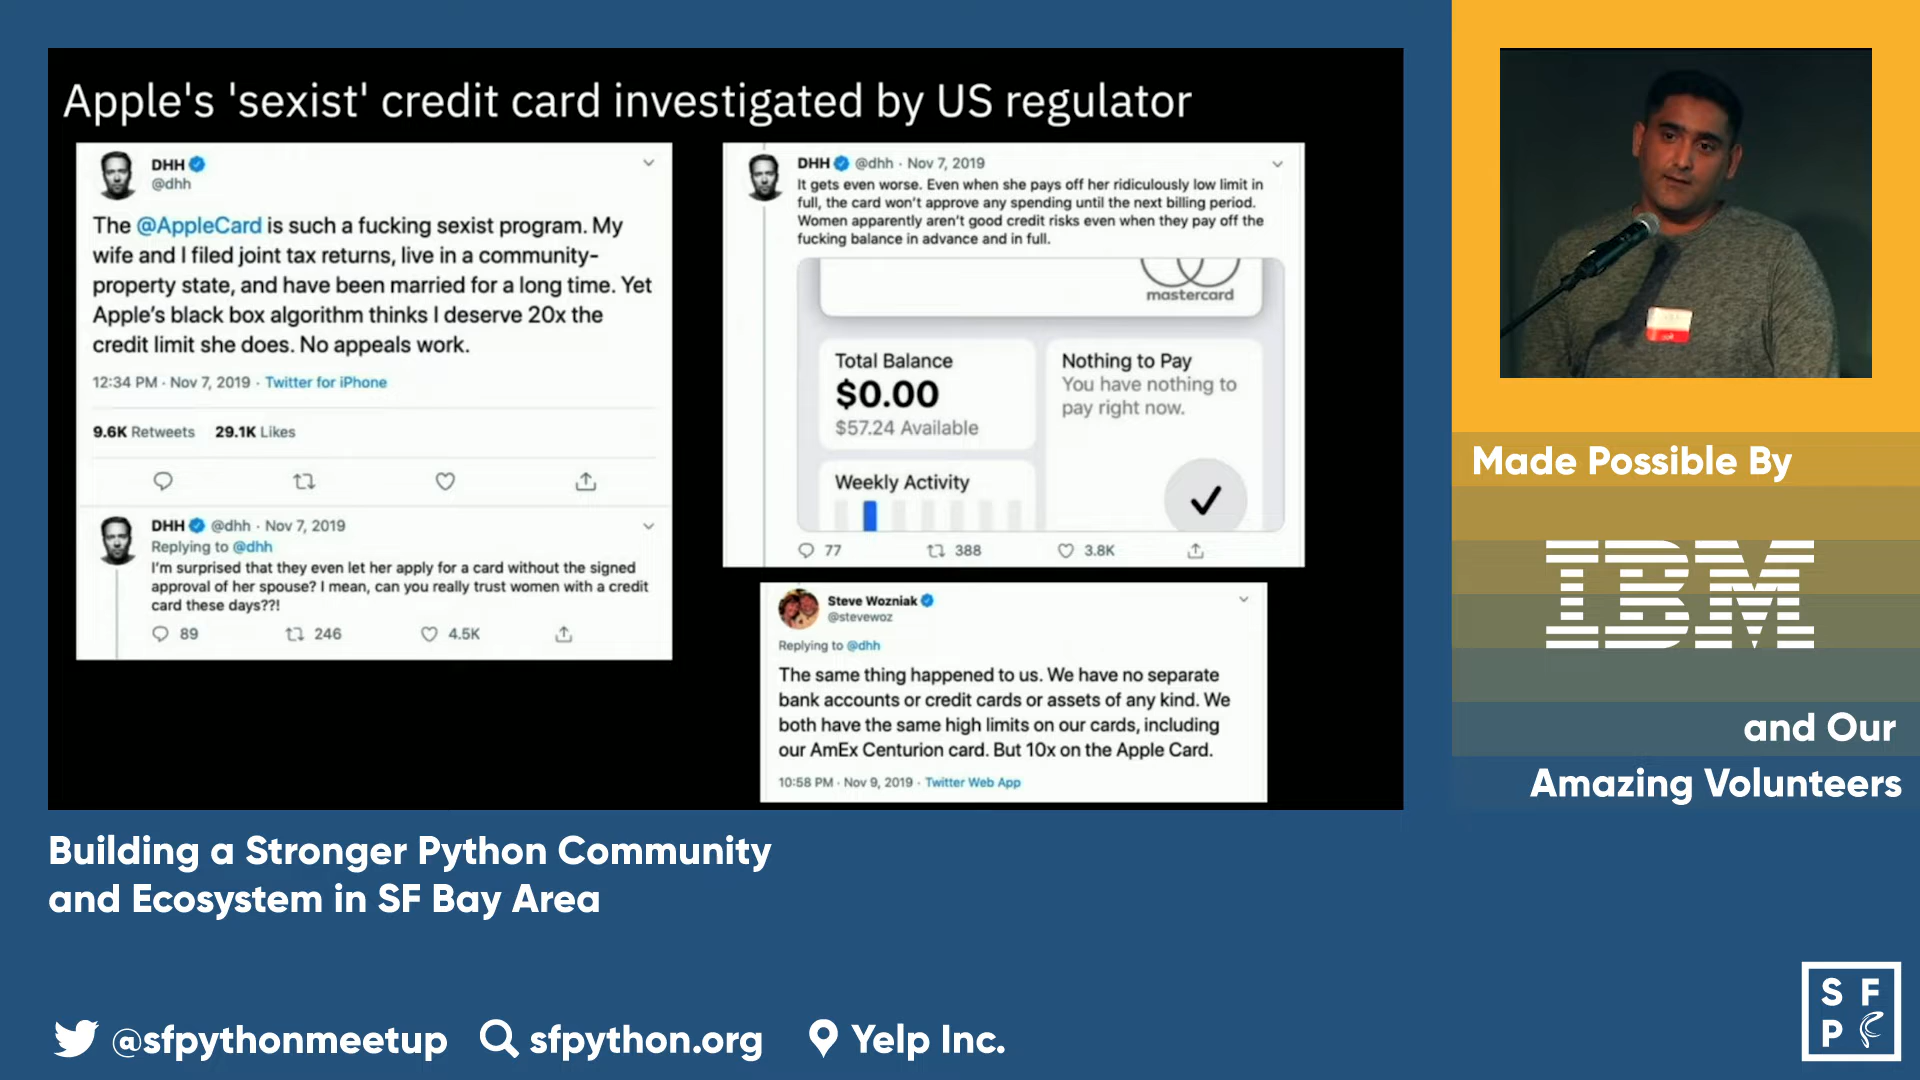 Apple's 'sexist' credit card investigated by US regulator
DHH
@dhh
The @AppleCard is such a fucking sexist program. My
wife and I filed joint tax returns, live in a community-
property state, and have been married for a long time. Yet
Apple's black box algorithm thinks I deserve 20x the
credit limit she does. No appeals work.
12:34 PM · Nov 7, 2019 · Twitter for iPhone
9.6K Retweets 29.1K Likes
DHH @dhh · Nov 7, 2019
Replying to @dhh
I'm surprised that they even let her apply for a card without the signed
approval of her spouse? I mean, can you really trust women with a credit
card these days??!
89 246 4.5K
DHH @dhh · Nov 7, 2019
It gets even worse. Even when she pays off her ridiculously low limit in
full, the card won't approve any spending until the next billing period.
Women apparently aren't good credit risks even when they pay off the
fucking balance in advance and in full.
mastercard
Total Balance
$0.00
$57.24 Available
Nothing to Pay
You have nothing to
pay right now.
Weekly Activity
77 388 3.8K
Steve Wozniak
@stevewoz
Replying to @dhh
The same thing happened to us. We have no separate
bank accounts or credit cards or assets of any kind. We
both have the same high limits on our cards, including
our AmEx Centurion card. But 10x on the Apple Card.
10:58 PM · Nov 9, 2019 · Twitter Web App
Made Possible By
IBM
and Our
Amazing Volunteers
Building a Stronger Python Community
and Ecosystem in SF Bay Area
@sfpythonmeetup sfpython.org Yelp Inc.
S F
P